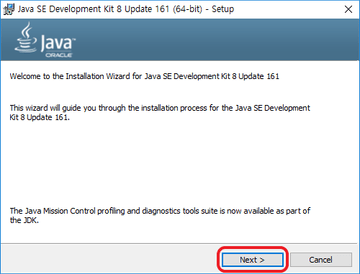 Java SE Development Kit 8 Update 161 (64-bit) - Setup
Java
ORACLE
Welcome to the Installation Wizard for Java SE Development Kit 8 Update 161
This wizard will guide you through the installation process for the Java SE Development
Kit 8 Update 161.
The Java Mission Control profiling and diagnostics tools suite is now available as part of
the JDK.
Next >
Cancel